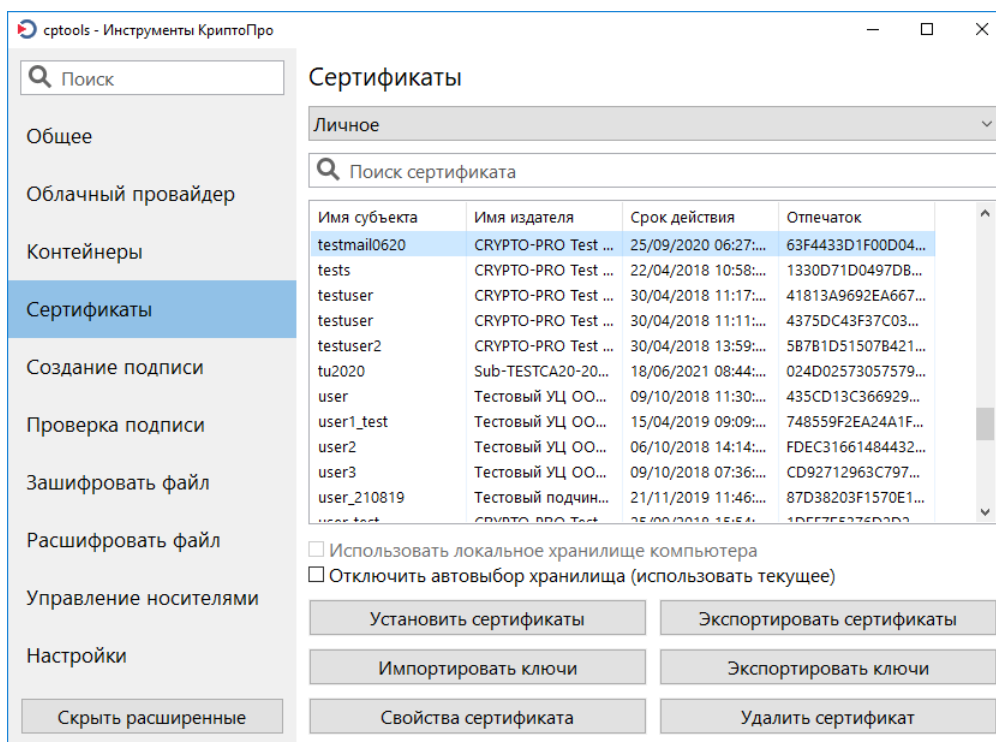 cptools - Инструменты КриптоПро
Поиск
Общее
Облачный провайдер
Контейнеры
Сертификаты
Создание подписи
Проверка подписи
Зашифровать файл
Расшифровать файл
Управление носителями
Настройки
Скрыть расширенные
Сертификаты
Личное
Поиск сертификата
Имя субъекта Имя издателя Срок действия Отпечаток
testmail0620 CRYPTO-PRO Test ... 25/09/2020 06:27:... 63F4433D1F00D04...
tests CRYPTO-PRO Test ... 22/04/2018 10:58:... 1330D71D0497DB...
testuser CRYPTO-PRO Test ... 30/04/2018 11:17:... 41813A9692EA667...
testuser CRYPTO-PRO Test ... 30/04/2018 11:11:... 4375DC43F37C03...
testuser2 CRYPTO-PRO Test ... 30/04/2018 13:59:... 5B7B1D51507B421...
tu2020 Sub-TESTCA20-20... 18/06/2021 08:44:... 024D02573057579...
user Тестовый УЦ ОО... 09/10/2018 11:30:... 435CD13C366929...
user1_test Тестовый УЦ ОО... 15/04/2019 09:09:... 748559F2EA24A1F...
user2 Тестовый УЦ ОО... 06/10/2018 14:14:... FDEC31661484432...
user3 Тестовый УЦ ОО... 09/10/2018 07:36:... CD92712963C797...
user_210819 Тестовый подчин... 21/11/2019 11:46:... 87D38203F1570E1...
Использовать локальное хранилище компьютера
Отключить автовыбор хранилища (использовать текущее)
Установить сертификаты Экспортировать сертификаты
Импортировать ключи Экспортировать ключи
Свойства сертификата Удалить сертификат